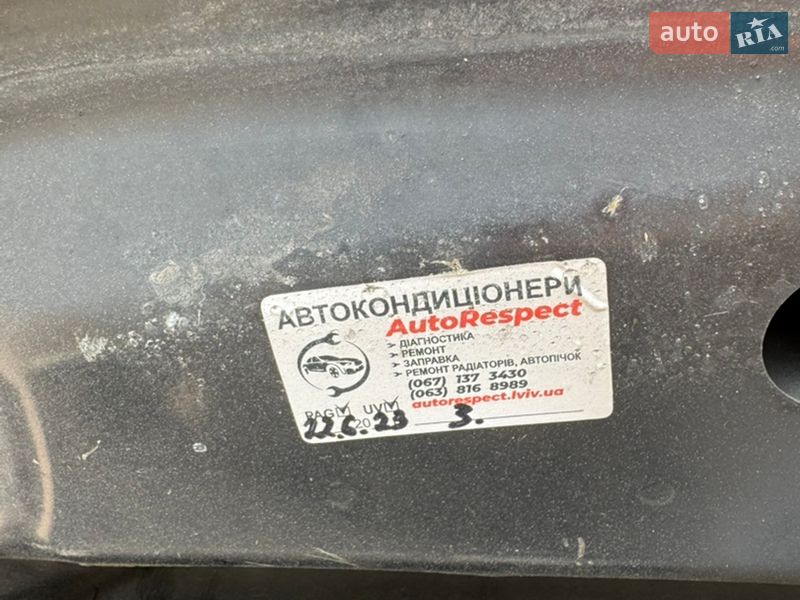 auto RIA .com
АВТОКОНДИЦІОНЕРИ
AutoRespect
> ДІАГНОСТИКА
> РЕМОНТ
> ЗАПРАВКА
> РЕМОНТ РАДІАТОРІВ, АВТОПІЧОК
(067) 137 3430
(063) 816 8989
autorespect.lviv.ua
PAG UV
22.6.2023 3.